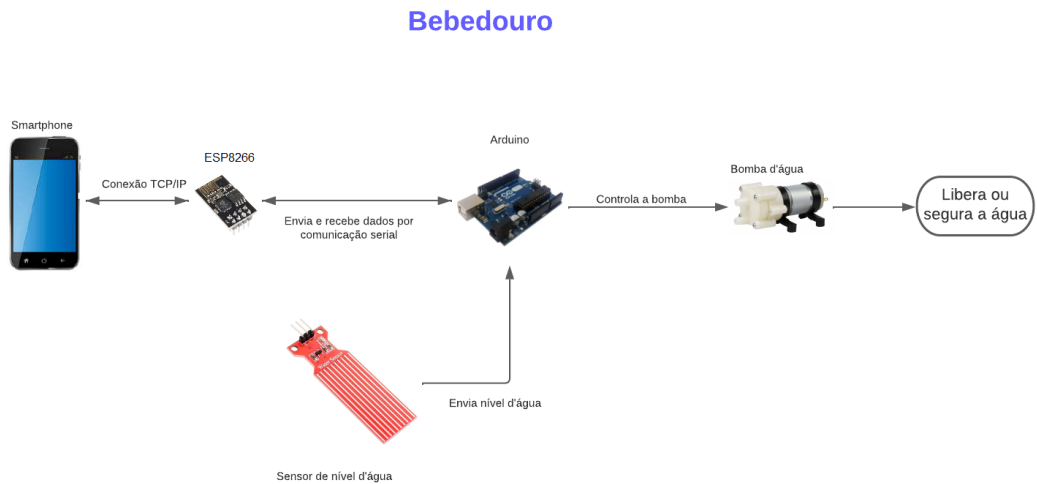 Bebedouro
Smartphone
Conexão TCP/IP
ESP8266
Envia e recebe dados por
comunicação serial
Arduino
Controla a bomba
Bomba d'água
Libera ou
segura a água
Envia nível d'água
Sensor de nível d'água